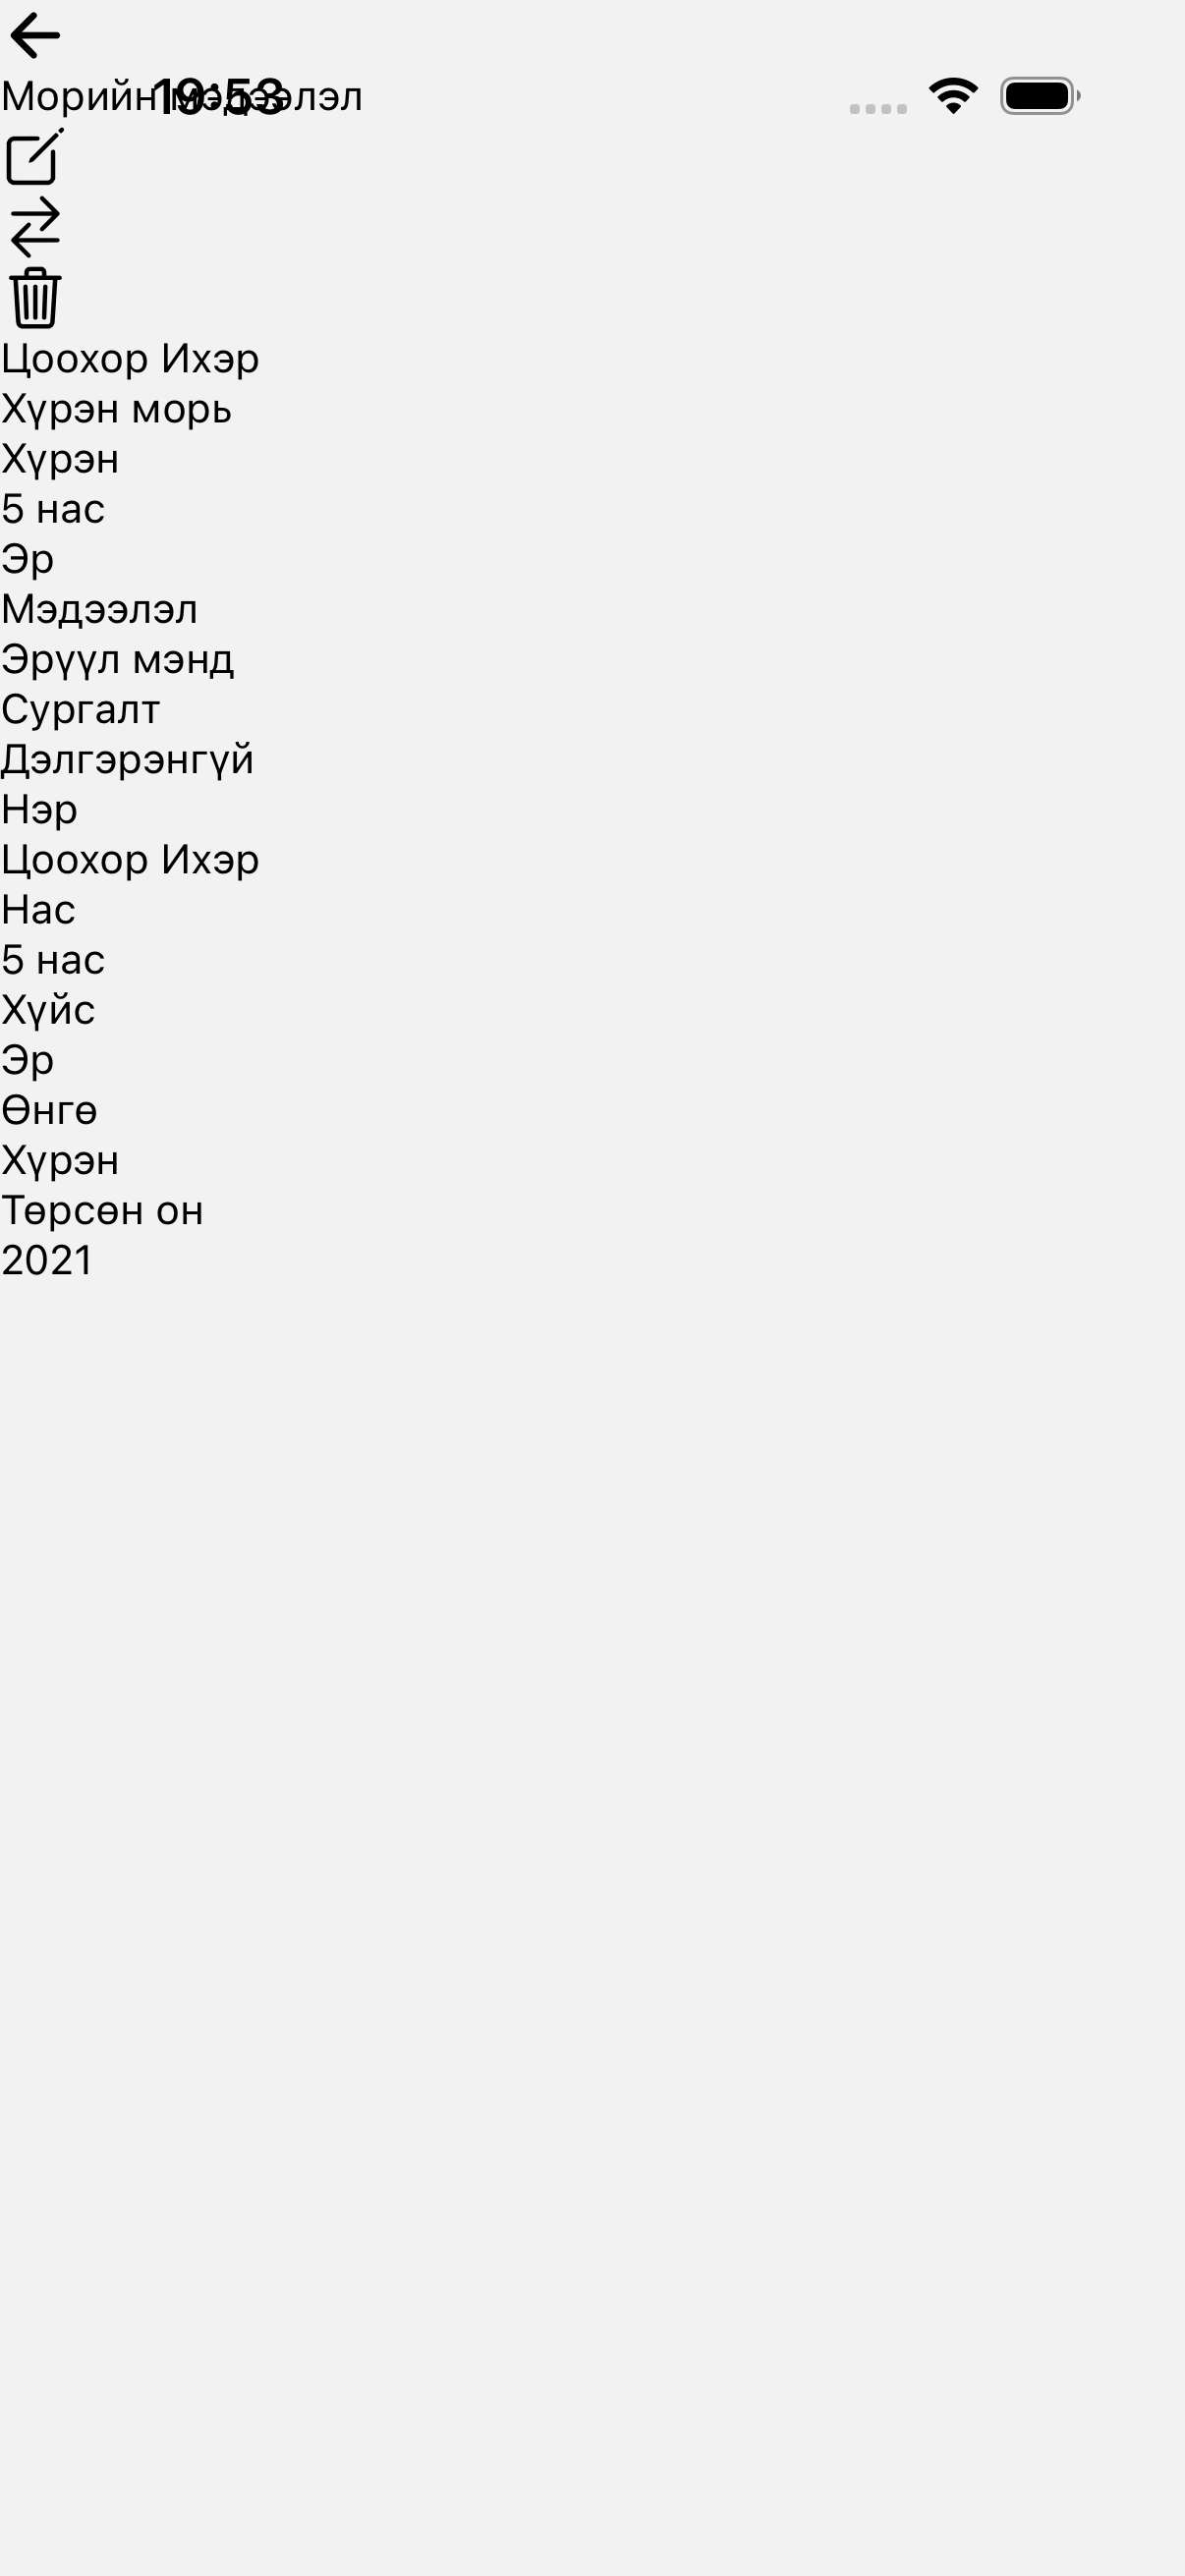 Морийн мэдээлэл
19:53
Цоохор Ихэр
Хүрэн морь
Хүрэн
5 нас
Эр
Мэдээлэл
Эрүүл мэнд
Сургалт
Дэлгэрэнгүй
Нэр
Цоохор Ихэр
Нас
5 нас
Хүйс
Эр
Өнгө
Хүрэн
Төрсөн он
2021